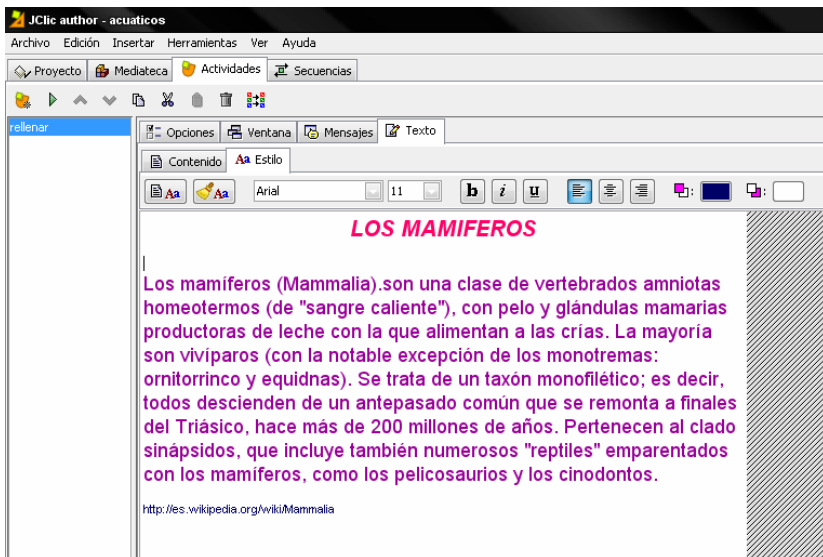 JClic author - acuaticos
Archivo Edición Insertar Herramientas Ver Ayuda
Proyecto Mediateca Actividades Secuencias
rellenar
Opciones Ventana Mensajes Texto
Contenido Aa Estilo
Aa Aa Arial 11 b i u
LOS MAMIFEROS
Los mamíferos (Mammalia).son una clase de vertebrados amniotas
homeotermos (de "sangre caliente"), con pelo y glándulas mamarias
productoras de leche con la que alimentan a las crías. La mayoría
son vivíparos (con la notable excepción de los monotremas:
ornitorrinco y equidnas). Se trata de un taxón monofilético; es decir,
todos descienden de un antepasado común que se remonta a finales
del Triásico, hace más de 200 millones de años. Pertenecen al clado
sinápsidos, que incluye también numerosos "reptiles" emparentados
con los mamíferos, como los pelicosaurios y los cinodontos.
http://es.wikipedia.org/wiki/Mammalia